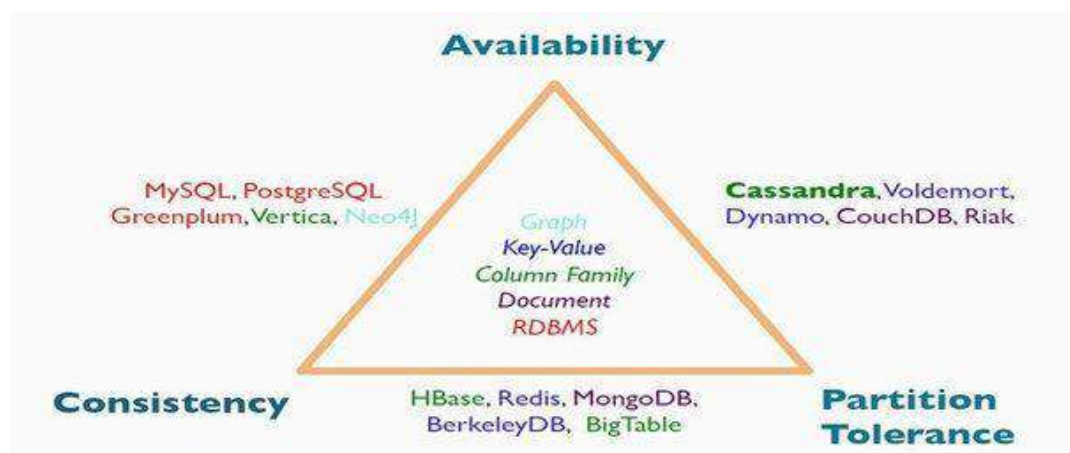 Availability
MySQL, PostgreSQL
Greenplum, Vertica, Neo4J
Cassandra, Voldemort,
Dynamo, CouchDB, Riak
Graph
Key-Value
Column Family
Document
RDBMS
Consistency
HBase, Redis, MongoDB,
BerkeleyDB, BigTable
Partition
Tolerance